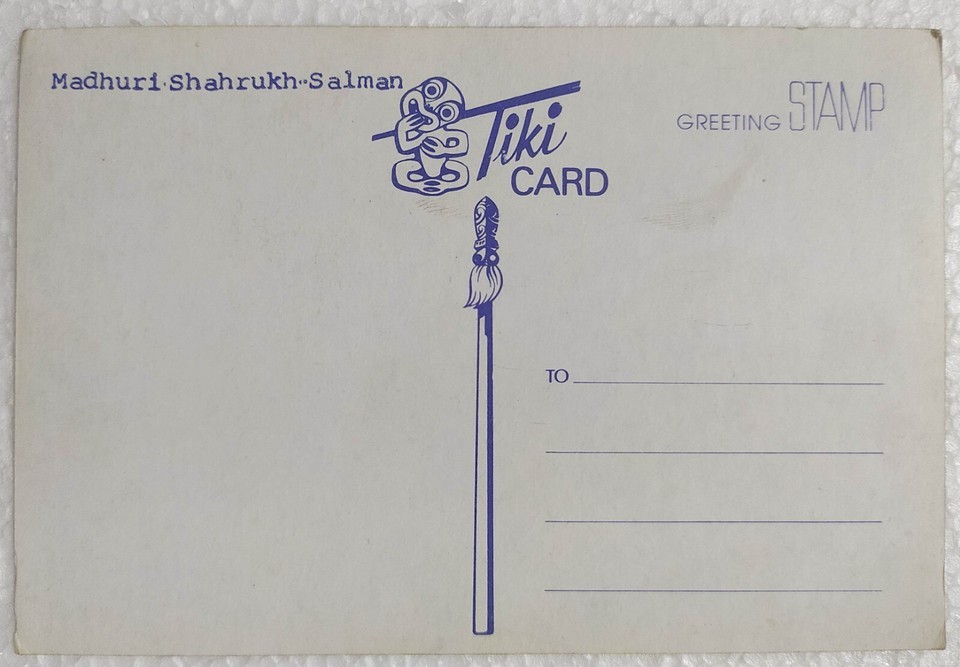 Madhuri·Shahrukh··Salman
Tiki
CARD
GREETING STAMP
TO